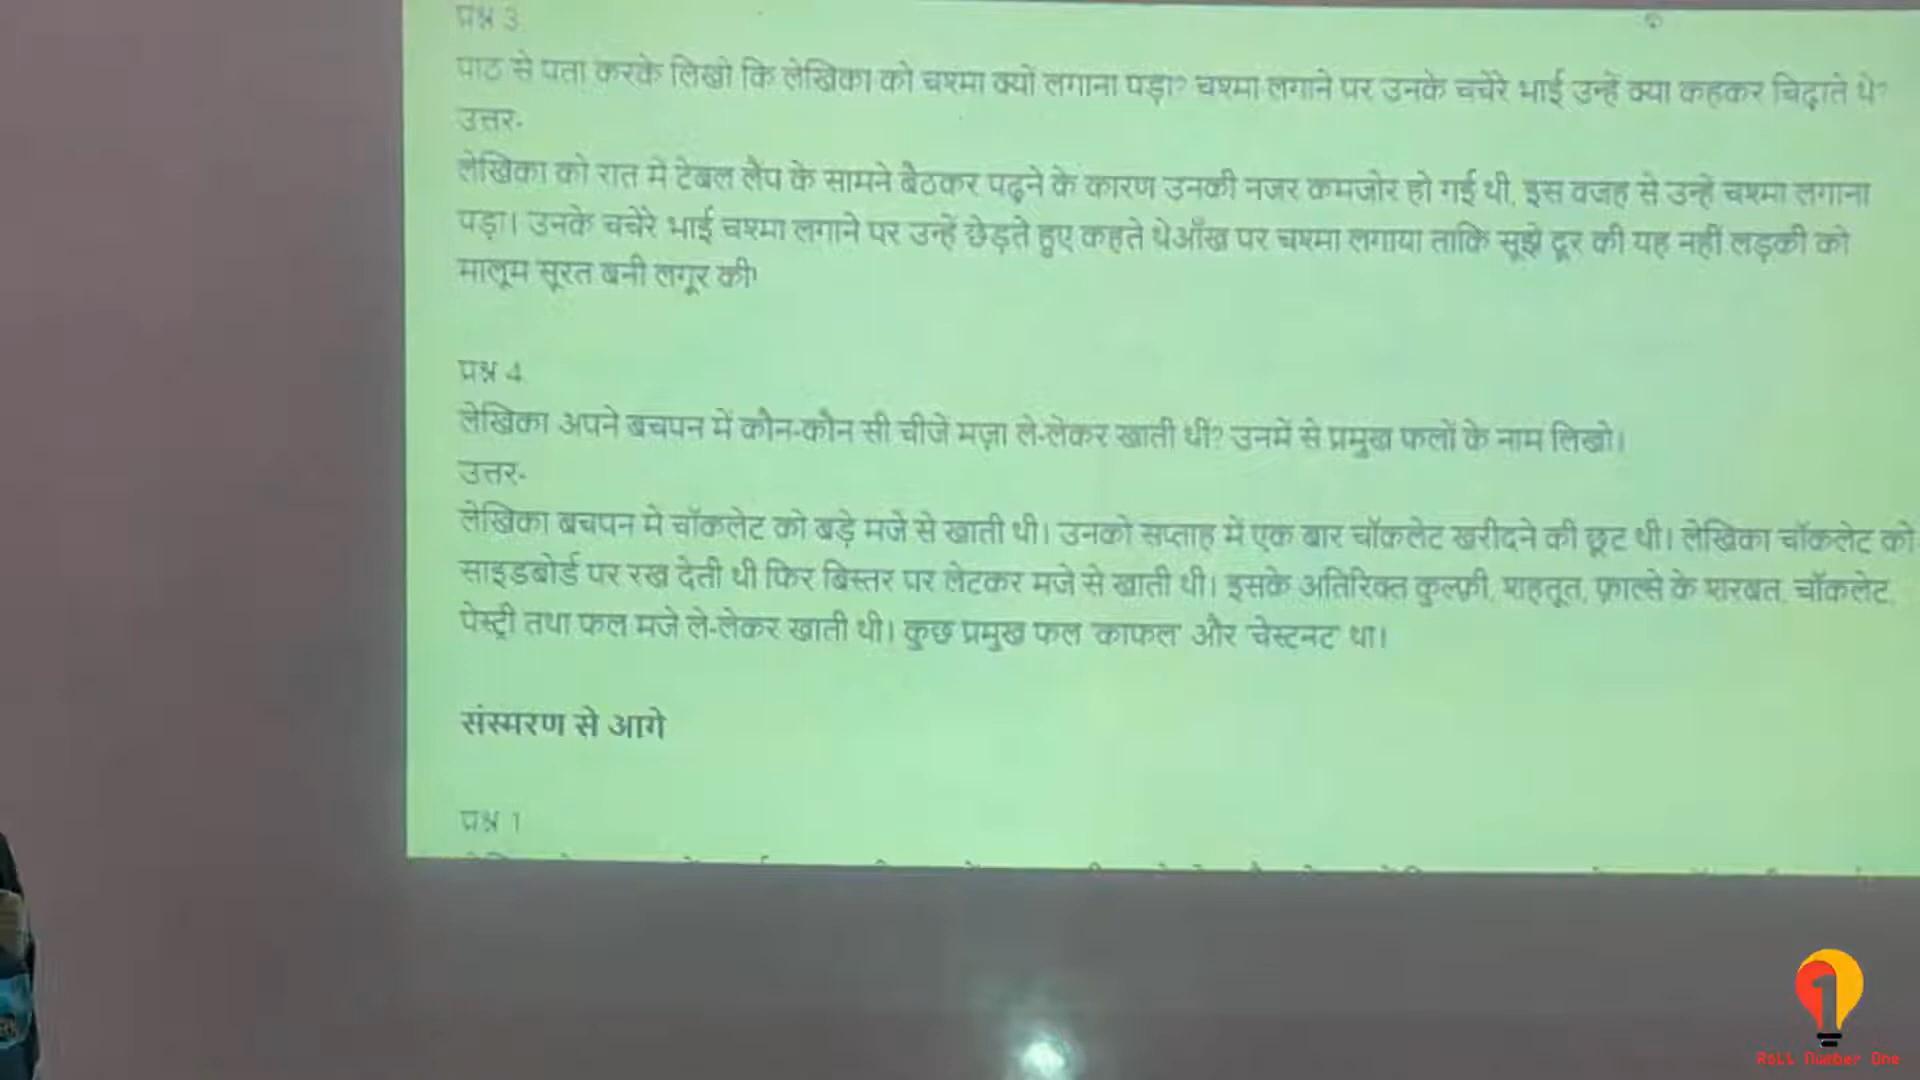 प्रश्न 3.
पाठ से पता करके लिखो कि लेखिका को चश्मा क्यों लगाना पड़ा? चश्मा लगाने पर उनके चचेरे भाई उन्हें क्या कहकर चिढ़ाते थे?
उत्तर-
लेखिका को रात में टेबल लैंप के सामने बैठकर पढ़ने के कारण उनकी नजर कमजोर हो गई थी, इस वजह से उन्हें चश्मा लगाना
पड़ा। उनके चचेरे भाई चश्मा लगाने पर उन्हें छेड़ते हुए कहते थेआँख पर चश्मा लगाया ताकि सूझे दूर की यह नहीं लड़की को
मालूम सूरत बनी लंगूर की!
प्रश्न 4.
लेखिका अपने बचपन में कौन-कौन सी चीजें मज़ा ले-लेकर खाती थीं? उनमें से प्रमुख फलों के नाम लिखो।
उत्तर-
लेखिका बचपन में चॉकलेट को बड़े मजे से खाती थी। उनको सप्ताह में एक बार चॉकलेट खरीदने की छूट थी। लेखिका चॉकलेट को
साइडबोर्ड पर रख देती थी फिर बिस्तर पर लेटकर मजे से खाती थी। इसके अतिरिक्त कुल्फ़ी, शहतूत, फ़ाल्से के शरबत, चॉकलेट,
पेस्ट्री तथा फल मजे ले-लेकर खाती थी। कुछ प्रमुख फल 'काफल' और 'चेस्टनट' था।
संस्मरण से आगे
प्रश्न 1
1
Roll Number One